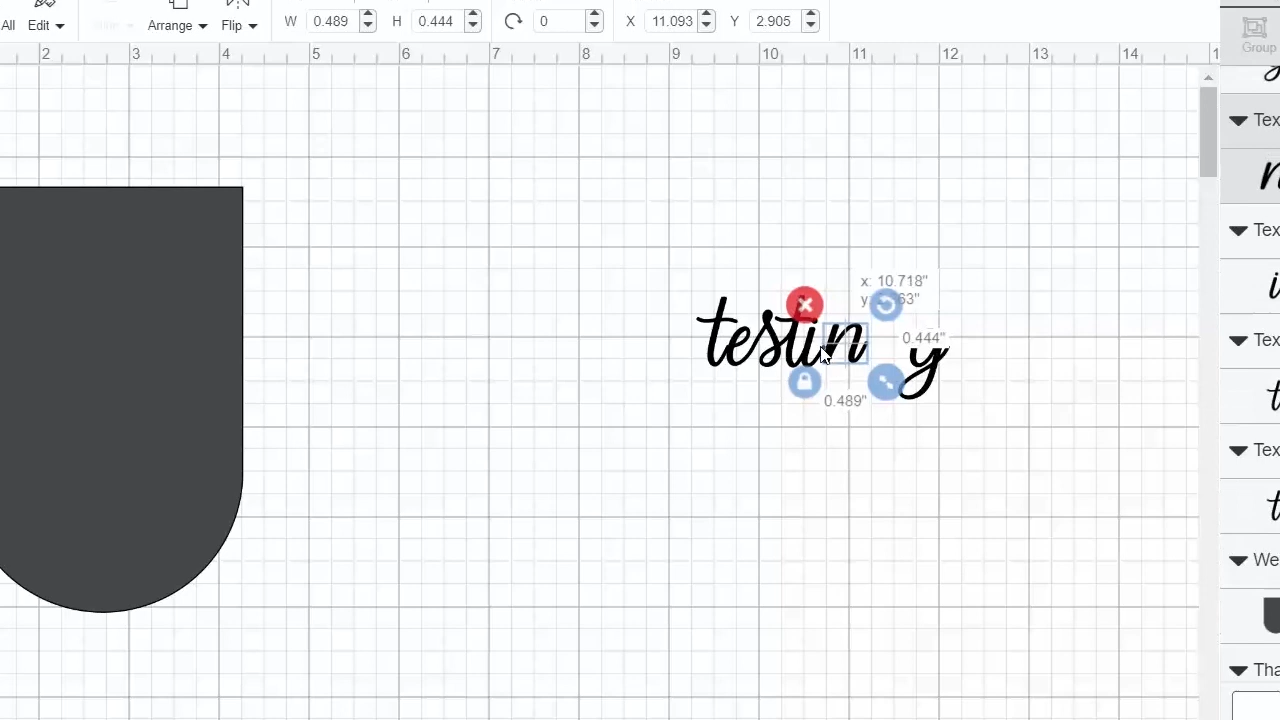 All Edit Arrange Flip W 0.489 H 0.444 0 X 11.093 Y 2.905
Group
2 3 4 5 6 7 8 9 10 11 12 13 14
Tex
n
Tex
i
x: 10.718"
y:
testin y
0.444"
0.489"
Tex
t
Tex
t
We
Tha